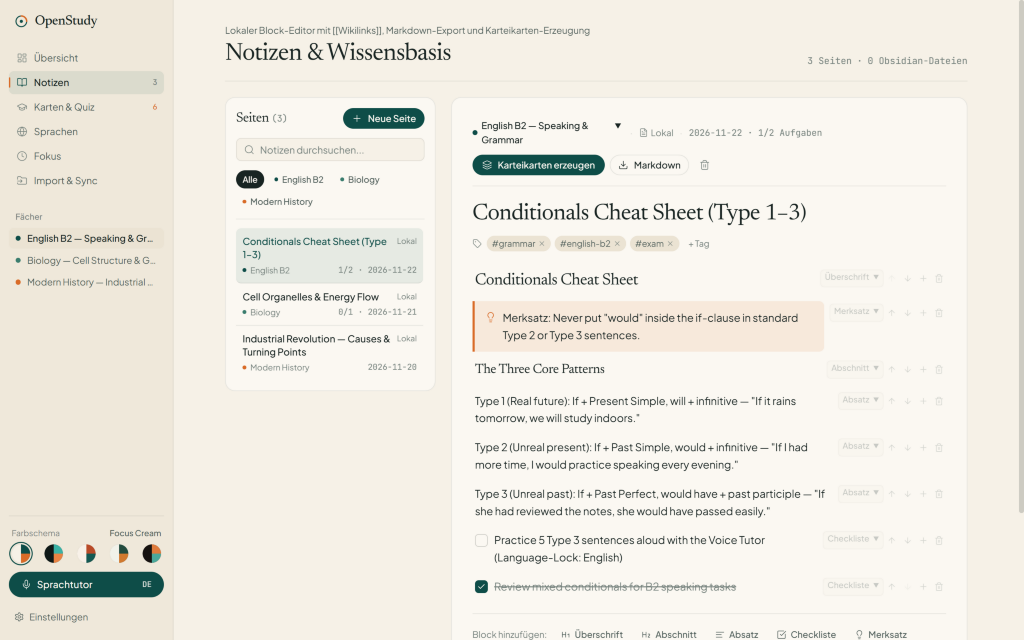 OpenStudy
Übersicht
Notizen 3
Karten & Quiz 6
Sprachen
Fokus
Import & Sync
Fächer
English B2 — Speaking & Gr...
Biology — Cell Structure & G...
Modern History — Industrial ...
Farbschema Focus Cream
Sprachtutor DE
Einstellungen
Lokaler Block-Editor mit [[Wikilinks]], Markdown-Export und Karteikarten-Erzeugung
Notizen & Wissensbasis
3 Seiten · 0 Obsidian-Dateien
Seiten (3)
Neue Seite
Notizen durchsuchen...
Alle English B2 Biology
Modern History
Conditionals Cheat Sheet (Type Lokal
1–3)
English B2 1/2 · 2026-11-22
Cell Organelles & Energy Flow Lokal
Biology 0/1 · 2026-11-21
Industrial Revolution — Causes & Lokal
Turning Points
Modern History 2026-11-20
English B2 — Speaking &
Grammar
Lokal · 2026-11-22 · 1/2 Aufgaben
Karteikarten erzeugen Markdown
Conditionals Cheat Sheet (Type 1–3)
#grammar × #english-b2 × #exam × +Tag
Conditionals Cheat Sheet Überschrift
Merksatz: Never put "would" inside the if-clause in standard Merksatz
Type 2 or Type 3 sentences.
The Three Core Patterns Abschnitt
Type 1 (Real future): If + Present Simple, will + infinitive — "If it rains Absatz
tomorrow, we will study indoors."
Type 2 (Unreal present): If + Past Simple, would + infinitive — "If I had Absatz
more time, I would practice speaking every evening."
Type 3 (Unreal past): If + Past Perfect, would have + past participle — "If Absatz
she had reviewed the notes, she would have passed easily."
Practice 5 Type 3 sentences aloud with the Voice Tutor Checkliste
(Language-Lock: English)
Review mixed conditionals for B2 speaking tasks Checkliste
Block hinzufügen: H1 Überschrift H2 Abschnitt Absatz Checkliste Merksatz